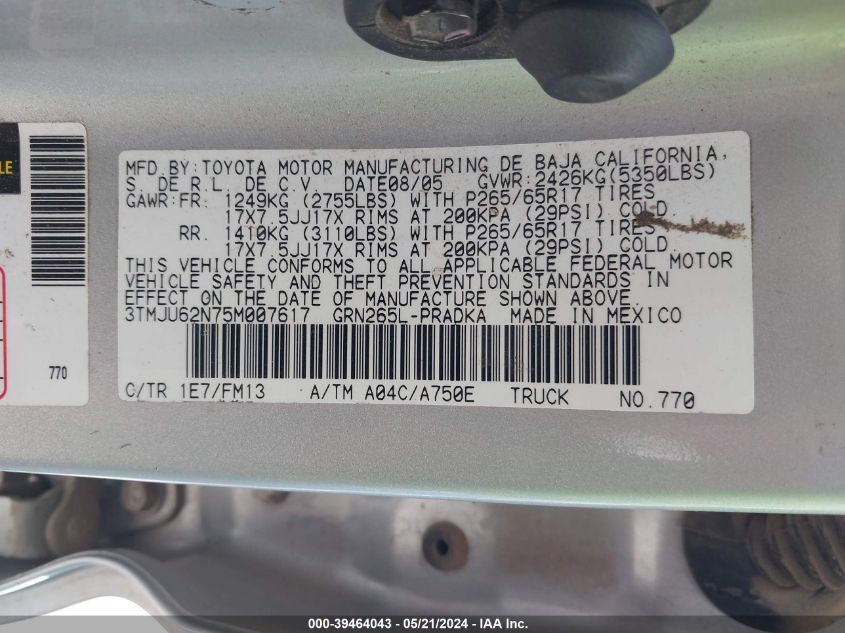 LE
770
MFD.BY:TOYOTA MOTOR MANUFACTURING DE BAJA CALIFORNIA,
S. DE R.L. DE C.V. DATE08/05 GVWR:2426KG(5350LBS)
GAWR:FR. 1249KG (2755LBS) WITH P265/65R17 TIRES
17X7.5JJ17X RIMS AT 200KPA (29PSI) COLD
RR. 1410KG (3110LBS) WITH P265/65R17 TIRES
17X7.5JJ17X RIMS AT 200KPA (29PSI) COLD
THIS VEHICLE CONFORMS TO ALL APPLICABLE FEDERAL MOTOR
VEHICLE SAFETY AND THEFT PREVENTION STANDARDS IN
EFFECT ON THE DATE OF MANUFACTURE SHOWN ABOVE.
3TMJU62N75M007617 GRN265L-PRADKA MADE IN MEXICO
C/TR 1E7/FM13 A/TM A04C/A750E TRUCK NO.770
000-39464043 - 05/21/2024 - IAA Inc.